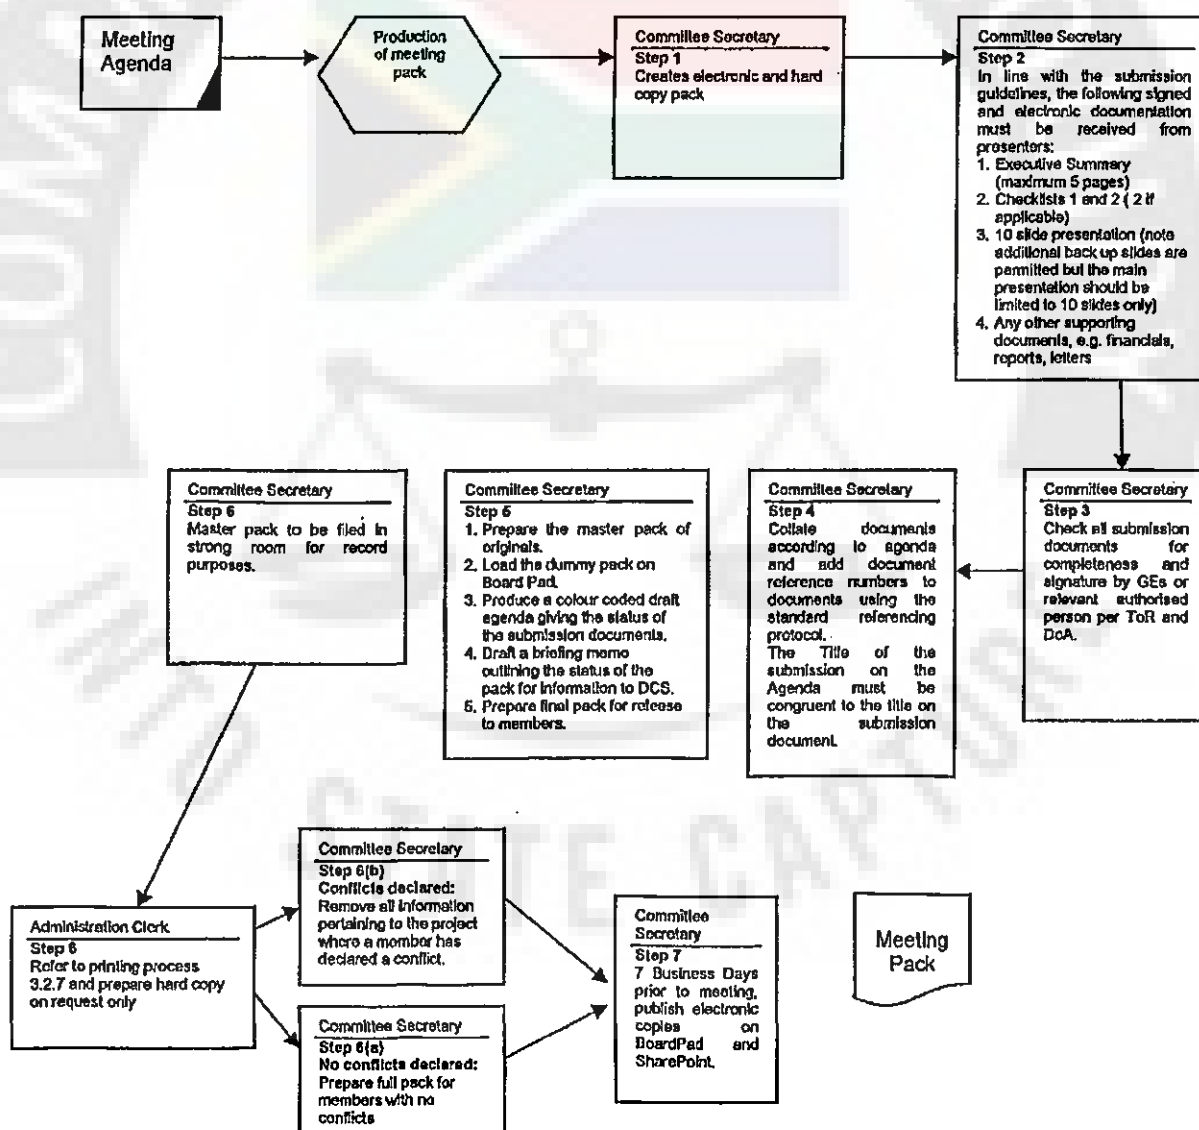 Meeting
Agenda
Production
of meeting
pack
Committee Secretary
Step 1
Creates electronic and hard
copy pack
Committee Secretary
Step 2
In line with the submission
guidelines, the following signed
and electronic documentation
must be received from
presenters:
1. Executive Summary
(maximum 5 pages)
2. Checklists 1 and 2 ( 2 if
applicable)
3. 10 slide presentation (note
additional back up slides are
permitted but the main
presentation should be
limited to 10 slides only)
4. Any other supporting
documents, e.g. financials,
reports, letters
Committee Secretary
Step 3
Check all submission
documents for
completeness and
signature by GEs or
relevant authorised
person per ToR and
DoA.
Committee Secretary
Step 4
Collate documents
according to agenda
and add document
reference numbers to
documents using the
standard referencing
protocol.
The Title of the
submission on the
Agenda must be
congruent to the title on
the submission
document.
Committee Secretary
Step 5
1. Prepare the master pack of
originals.
2. Load the dummy pack on
Board Pad.
3. Produce a colour coded draft
agenda giving the status of
the submission documents.
4. Draft a briefing memo
outlining the status of the
pack for information to DCS.
5. Prepare final pack for release
to members.
Committee Secretary
Step 6
Master pack to be filed in
strong room for record
purposes.
Administration Clerk
Step 6
Refer to printing process
3.2.7 and prepare hard copy
on request only
Committee Secretary
Step 6(b)
Conflicts declared:
Remove all information
pertaining to the project
where a member has
declared a conflict.
Committee Secretary
Step 6(a)
No conflicts declared:
Prepare full pack for
members with no
conflicts
Committee
Secretary
Step 7
7 Business Days
prior to meeting,
publish electronic
copies on
BoardPad and
SharePoint.
Meeting
Pack
STATE CAPTUR